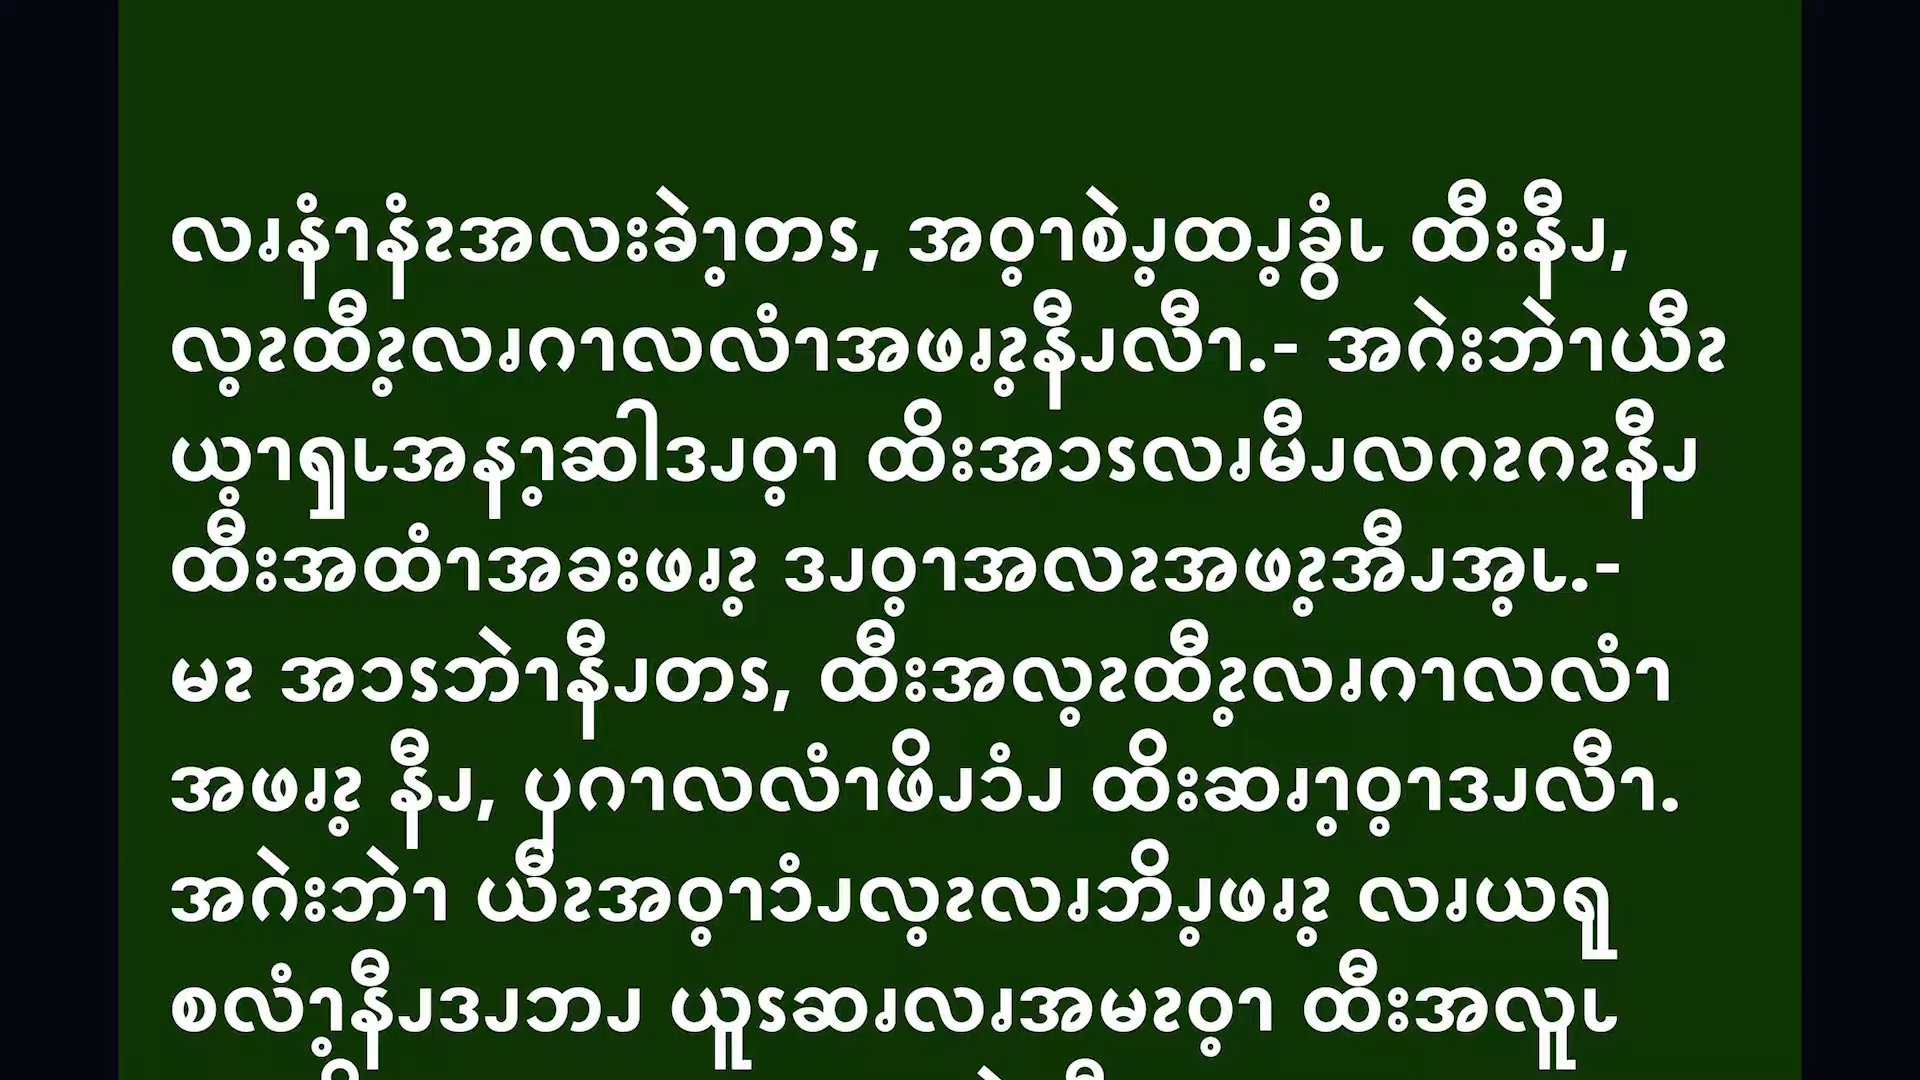 လၧနံၫနံၩအလးခဲၫ့တၪ, အဝ့ၫစဲၨ့ထၨ့ခွံၬ ထီးနီၨ,
လ့ၩထီၩ့လၧဂၫလလံၫအဖၧၩ့နီၨလီၫ.- အဂဲးဘဲၫယီၩ
ယ့ၫရှုၬအနၫ့ဆါဒၨဝ့ၫ ထိးအၥၪလၧမီၨလဂၩဂၩနီၨ
ထီးအထံၫအခးဖၧၩ့ ဒၨဝ့ၫအလၩအဖၩ့အီၨအ့ၬ.-
မၩ အၥၪဘဲၫနီၨတၪ, ထီးအလ့ၩထီၩ့လၧဂၫလလံၫ
အဖၧၩ့ နီၨ, ပှဂၫလလံၫဖိၨၥံၨ ထိးဆၧၫ့ဝ့ၫဒၨလီၫ.
အဂဲးဘဲၫ ယီၩအဝ့ၫၥံၨလ့ၩလၧဘိၨ့ဖၧၩ့ လၧယရှူ
စလံၫ့နီၨဒၨဘၨ ယူၪဆၧလၧအမၩဝ့ၫ ထီးအလူၬ